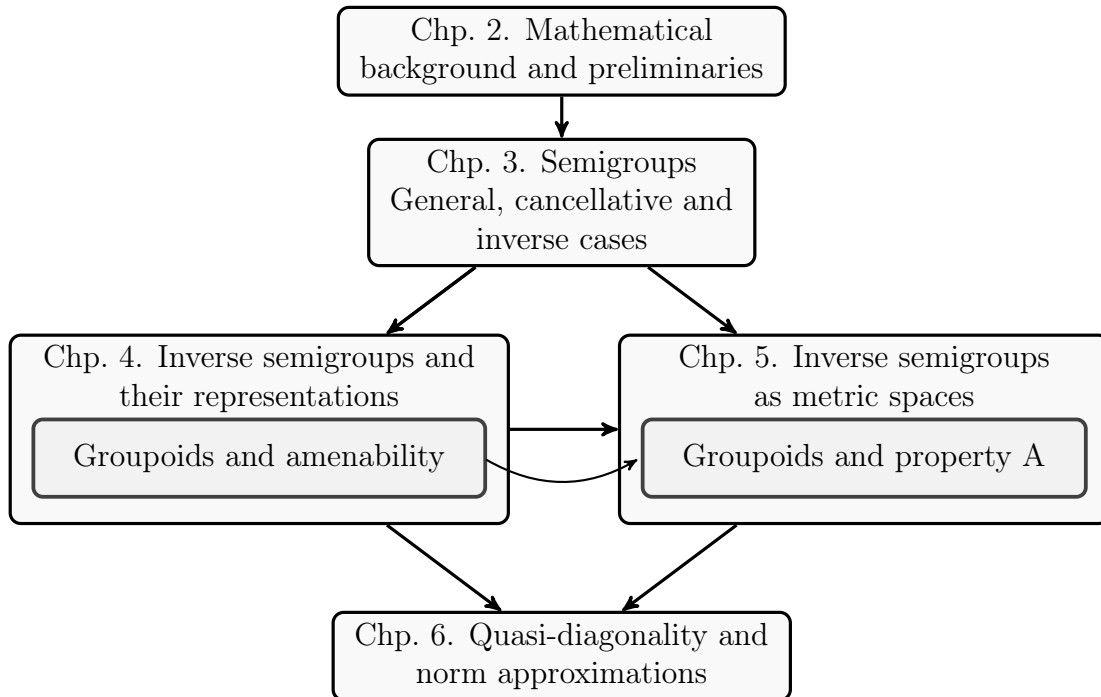 Chp. 2. Mathematical
background and preliminaries
Chp. 3. Semigroups
General, cancellative and
inverse cases
Chp. 4. Inverse semigroups and
their representations
Groupoids and amenability
Chp. 5. Inverse semigroups
as metric spaces
Groupoids and property A
Chp. 6. Quasi-diagonality and
norm approximations